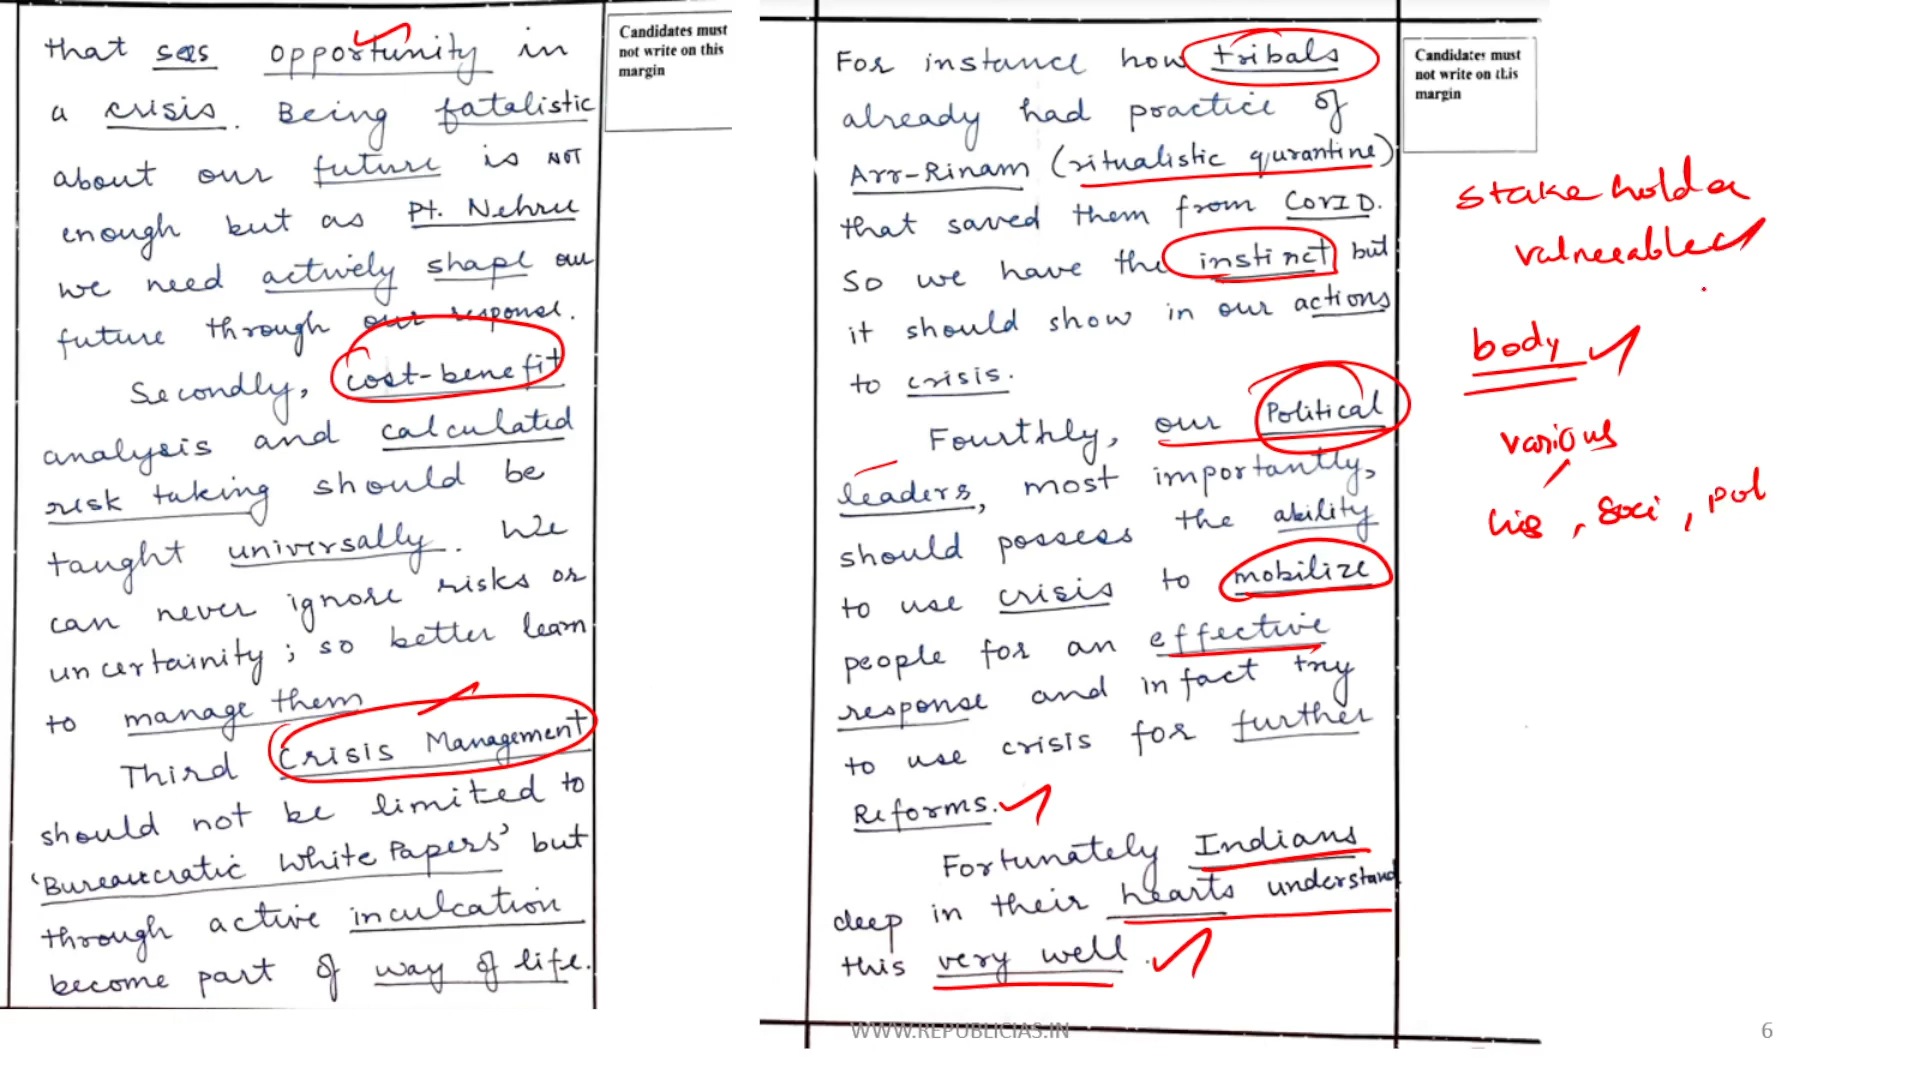 that sees opportunity in
a crisis. Being fatalistic
about our future is NOT
enough but as Pt. Nehru
we need actively shape our
future through our response.
Secondly, cost-benefit
analysis and calculated
risk taking should be
taught universally. We
can never ignore risks or
uncertainity; so better learn
to manage them
Third Crisis Management
should not be limited to
'Bureaucratic White Papers' but
through active inculcation
become part of way of life.
Candidates must
not write on this
margin
For instance how tribals
already had practice of
Arr-Rinam (ritualistic qurantine)
that saved them from COVID.
So we have the instinct but
it should show in our actions
to crisis.
Fourthly, our Political
leaders, most importantly,
should possess the ability
to use crisis to mobilize
people for an effective
response and infact try
to use crisis for further
Reforms.
Fortunately Indians
deep in their hearts understand
this very well.
Candidates must
not write on this
margin
stake holder
body
various
his, soci, pol
WWW.REPUBLICIAS.IN
6